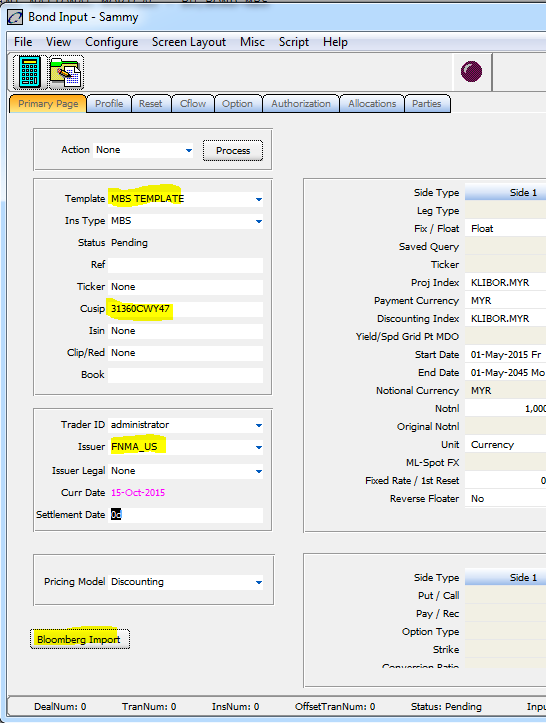 Bond Input - Sammy
File View Configure Screen Layout Misc Script Help
Primary Page Profile Reset Cflow Option Authorization Allocations Parties
Action None Process
Template MBS TEMPLATE
Ins Type MBS
Status Pending
Ref
Ticker None
Cusip 31360CWY47
Isin None
Clip/Red None
Book
Trader ID administrator
Issuer FNMA_US
Issuer Legal None
Curr Date 15-Oct-2015
Settlement Date 0d
Pricing Model Discounting
Bloomberg Import
Side Type Side 1
Leg Type
Fix / Float Float
Saved Query
Ticker
Proj Index KLIBOR.MYR
Payment Currency MYR
Discounting Index KLIBOR.MYR
Yield/Spd Grid Pt MDO
Start Date 01-May-2015 Fr
End Date 01-May-2045 Mo
Notional Currency MYR
Notnl 1,000
Original Notnl
Unit Currency
ML-Spot FX
Fixed Rate / 1st Reset 0
Reverse Floater No
Side Type Side 1
Put / Call
Pay / Rec
Option Type
Strike
Conversion Ratio
DealNum: 0 TranNum: 0 InsNum: 0 OffsetTranNum: 0 Status: Pending Inpu